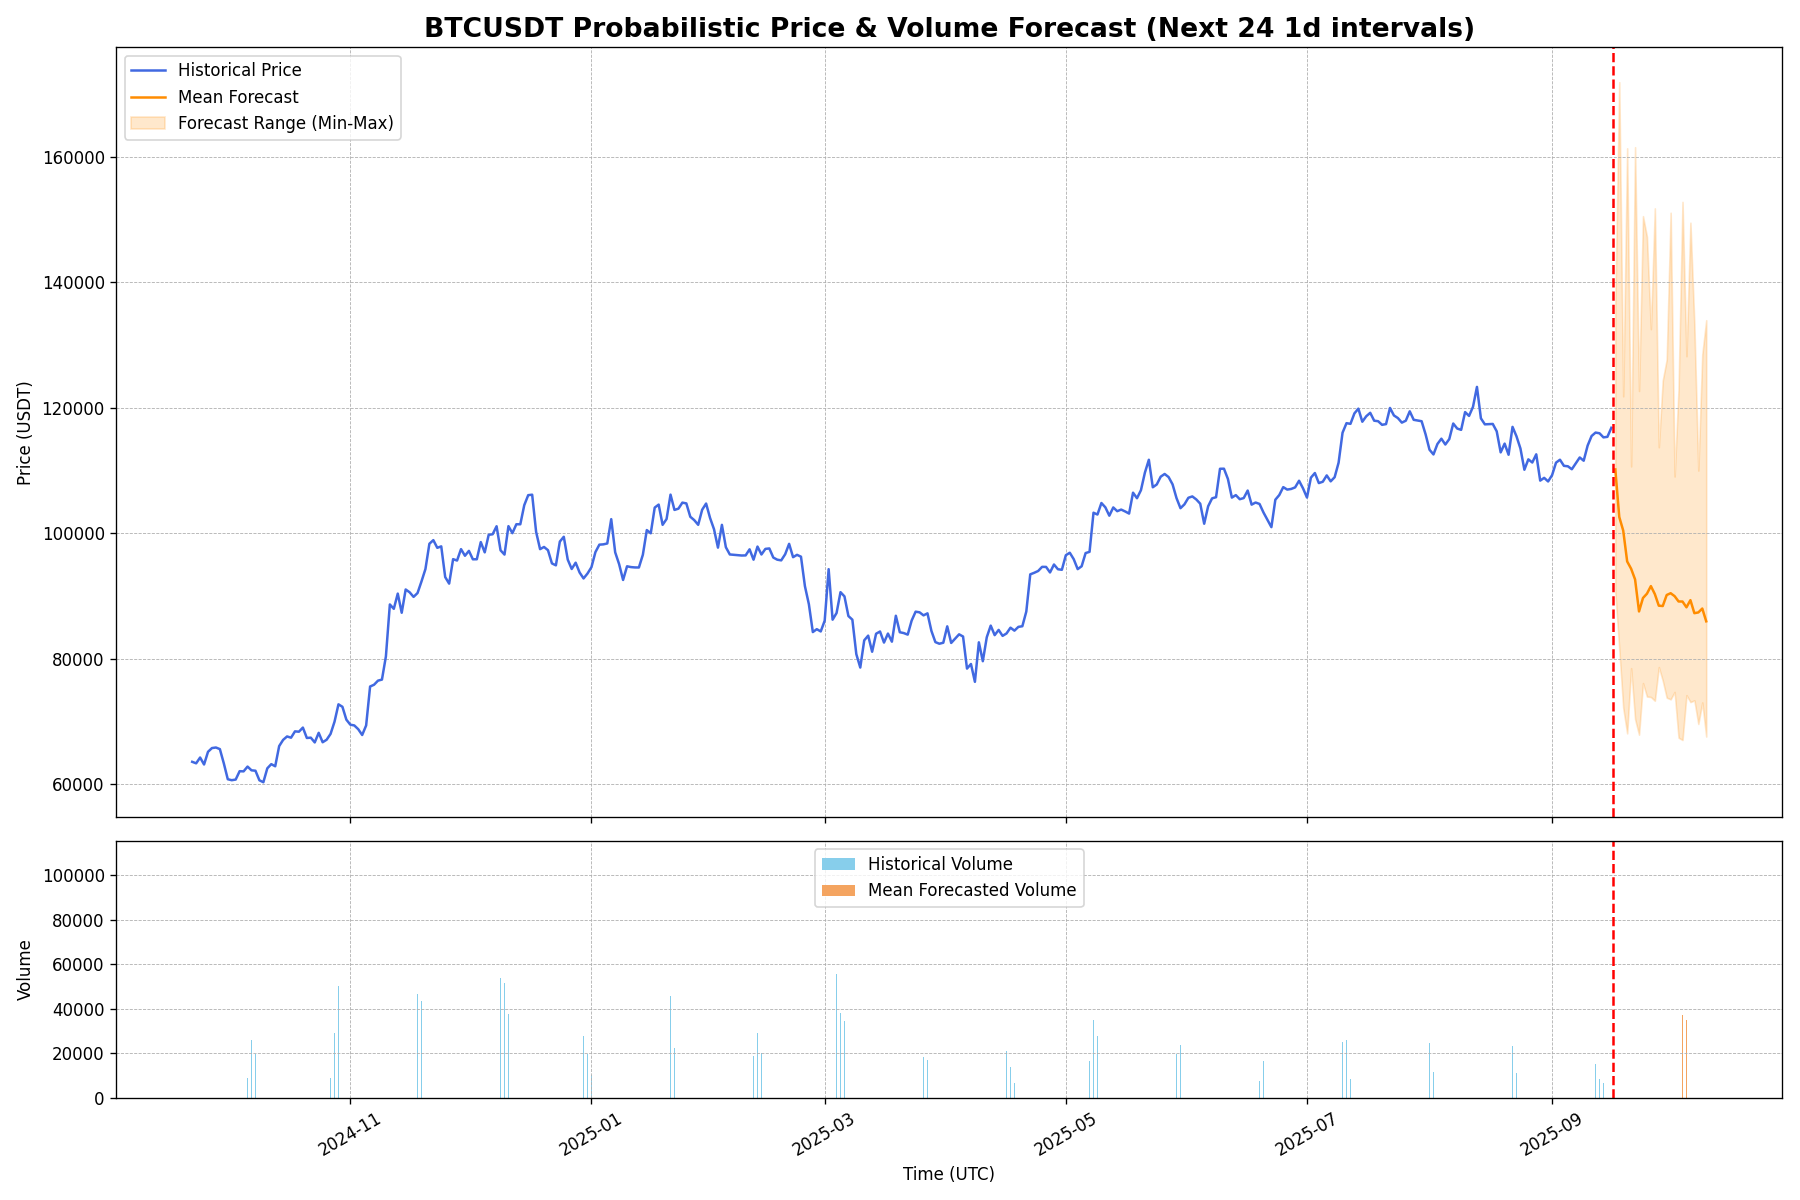 BTCUSDT Probabilistic Price & Volume Forecast (Next 24 1d intervals)
Historical Price
Mean Forecast
Forecast Range (Min-Max)
160000
140000
120000
100000
80000
60000
Price (USDT)
Historical Volume
Mean Forecasted Volume
100000
80000
60000
40000
20000
0
Volume
2024-11
2025-01
2025-03
2025-05
2025-07
2025-09
Time (UTC)